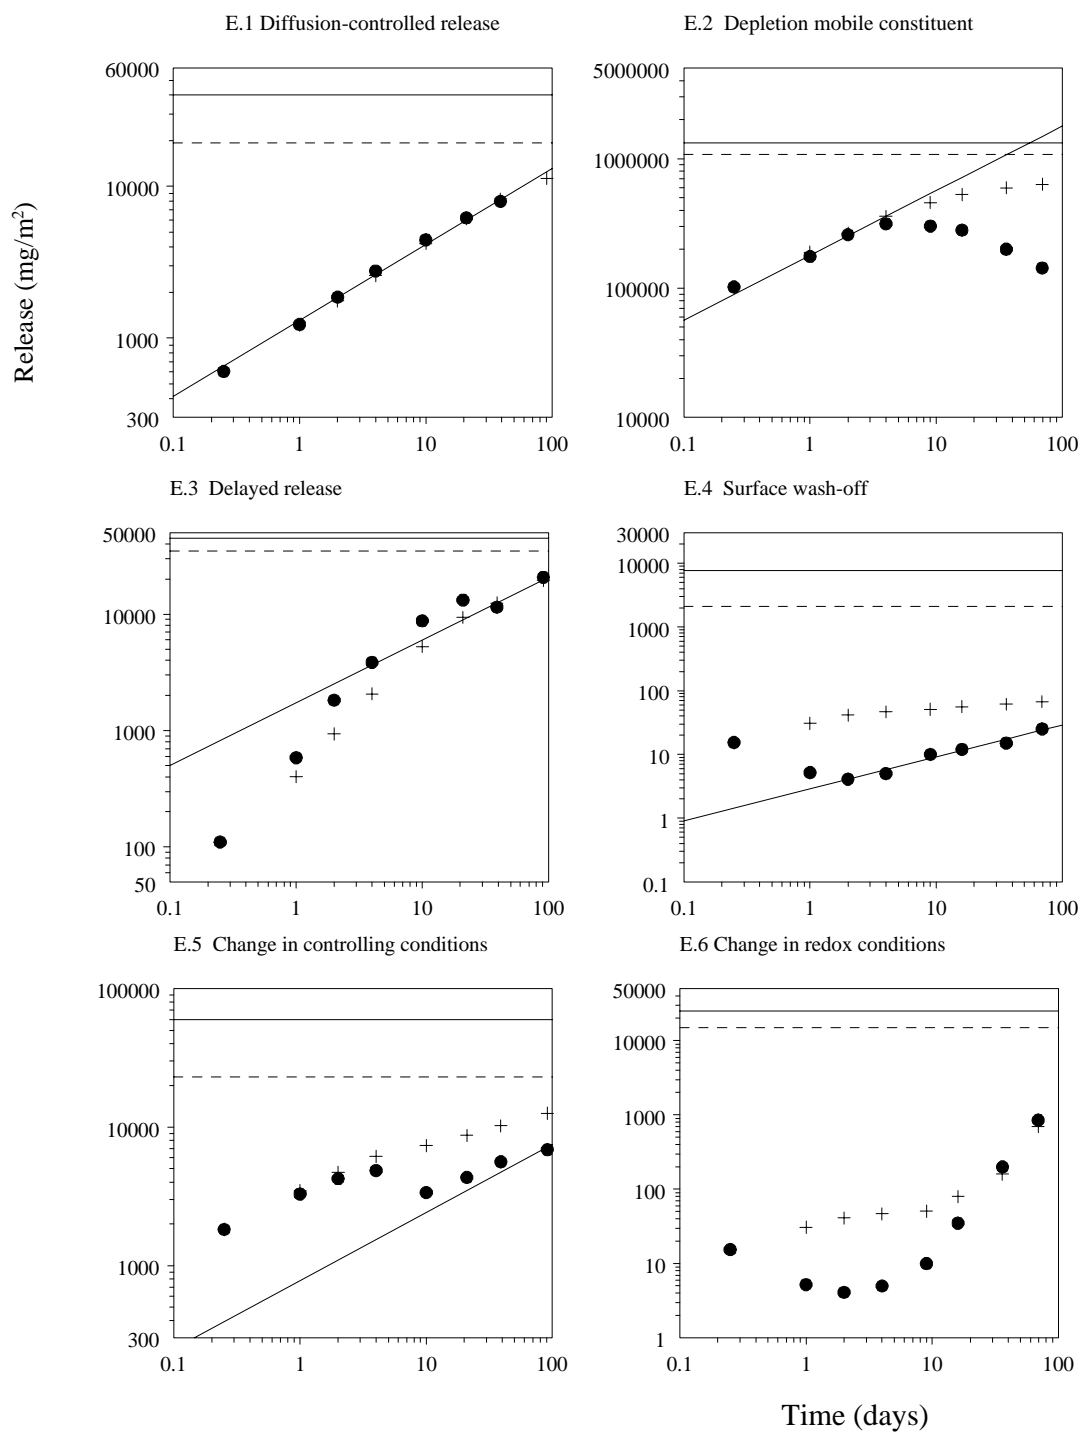 E.1 Diffusion-controlled release
E.2 Depletion mobile constituent
60000
10000
1000
300
0.1 1 10 100
5000000
1000000
100000
10000
0.1 1 10 100
Release (mg/m²)
E.3 Delayed release
E.4 Surface wash-off
50000
10000
1000
100
50
0.1 1 10 100
30000
10000
1000
100
10
1
0.1
0.1 1 10 100
E.5 Change in controlling conditions
E.6 Change in redox conditions
100000
10000
1000
300
0.1 1 10 100
50000
10000
1000
100
10
1
0.1 1 10 100
Time (days)